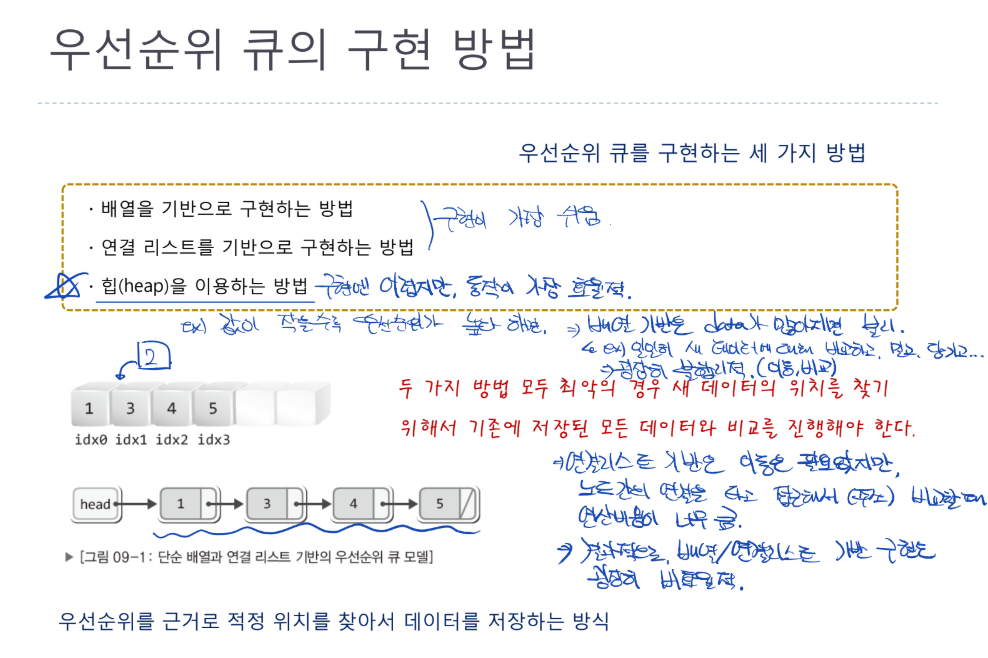 우선순위 큐의 구현 방법
우선순위 큐를 구현하는 세 가지 방법
· 배열을 기반으로 구현하는 방법
· 연결 리스트를 기반으로 구현하는 방법
구현이 가장 쉬움.
· 힙(heap)을 이용하는 방법 구현엔 어렵지만, 동작이 가장 효율적.
ex) 값이 작을수록 우선순위가 높다 하면,
→ 배열 기반은 data가 많아지면 불리.
ex) 일일히 새 데이터에 대해 비교하고, 밀고, 당기고...
→ 굉장히 불합리적. (이동, 비교)
2
1 3 4 5
idx0 idx1 idx2 idx3
두 가지 방법 모두 최악의 경우 새 데이터의 위치를 찾기
위해서 기존에 저장된 모든 데이터와 비교를 진행해야 한다.
→ 연결리스트 기반은 이동은 필요없지만,
노드간의 연결을 타고 접근해서 (주소) 비교할 때
연산비용이 너무 큼.
head 1 3 4 5
→ 결과적으로, 배열/연결리스트 기반 구현은
굉장히 비효율적.
▶ [그림 09-1: 단순 배열과 연결 리스트 기반의 우선순위 큐 모델]
우선순위를 근거로 적정 위치를 찾아서 데이터를 저장하는 방식